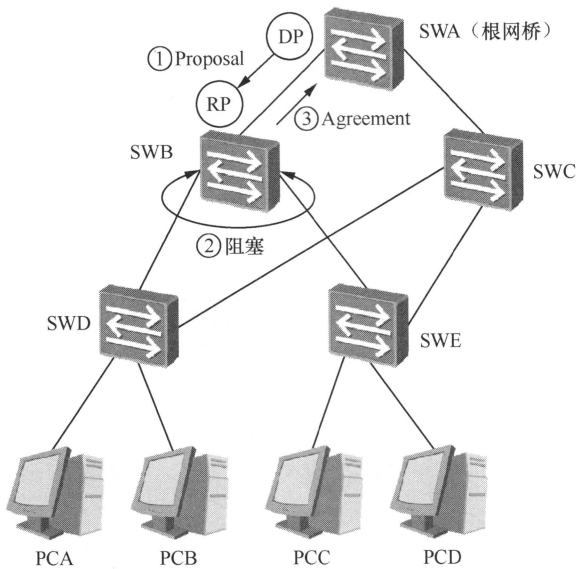 DP
SWA（根网桥）
①Proposal
RP
③Agreement
SWB
SWC
②阻塞
SWD
SWE
PCA
PCB
PCC
PCD